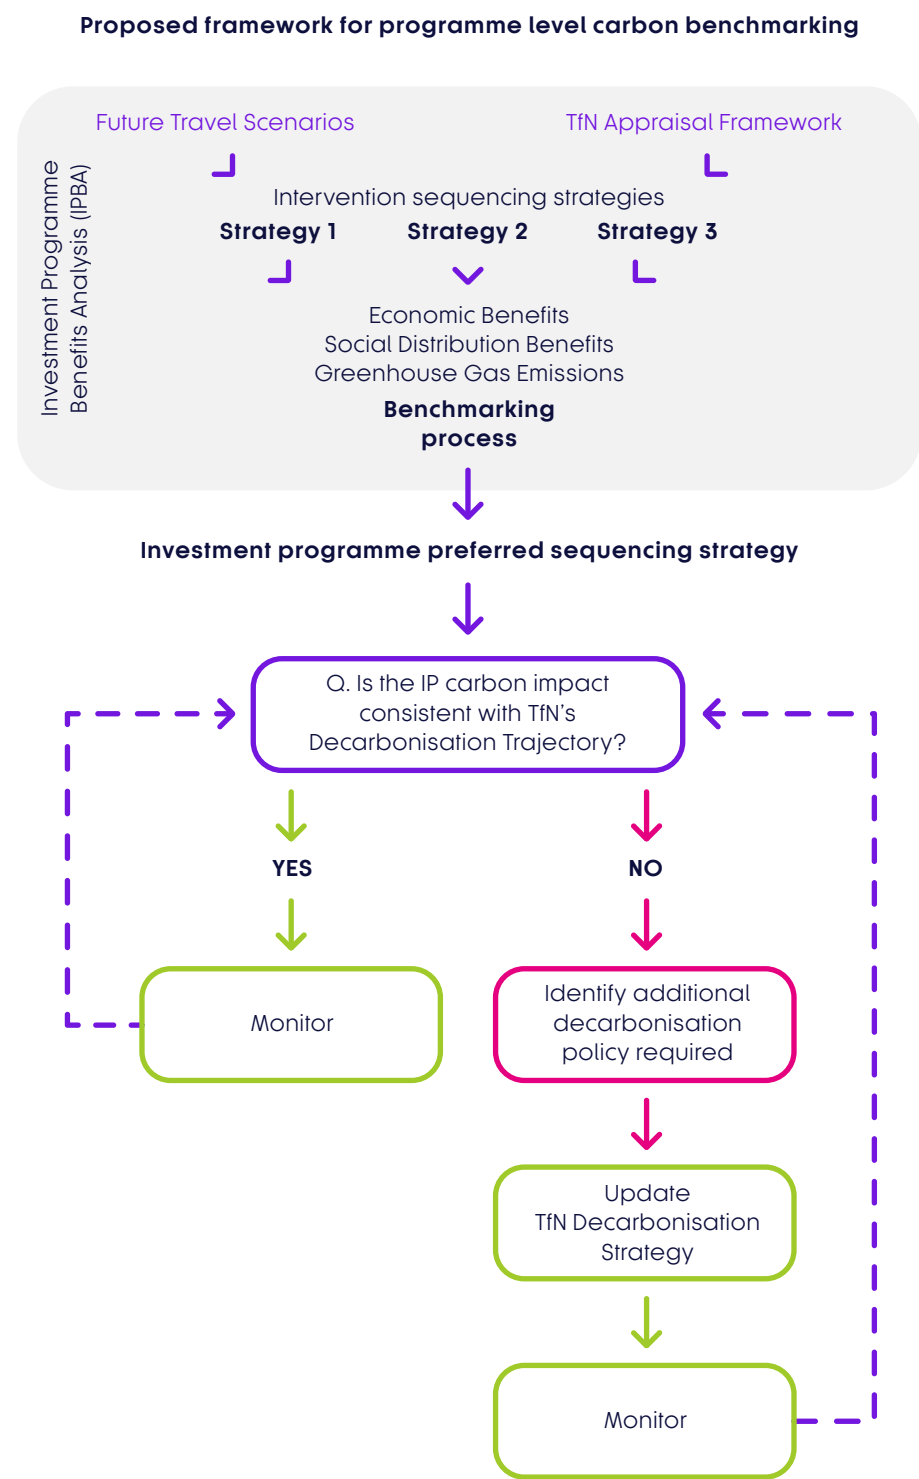 Proposed framework for programme level carbon benchmarking
Future Travel Scenarios
TfN Appraisal Framework
Investment Programme
Benefits Analysis (IPBA)
Intervention sequencing strategies
Strategy 1
Strategy 2
Strategy 3
Economic Benefits
Social Distribution Benefits
Greenhouse Gas Emissions
Benchmarking
process
Investment programme preferred sequencing strategy
Q. Is the IP carbon impact
consistent with TfN’s
Decarbonisation Trajectory?
YES
NO
Monitor
Identify additional
decarbonisation
policy required
Update
TfN Decarbonisation
Strategy
Monitor